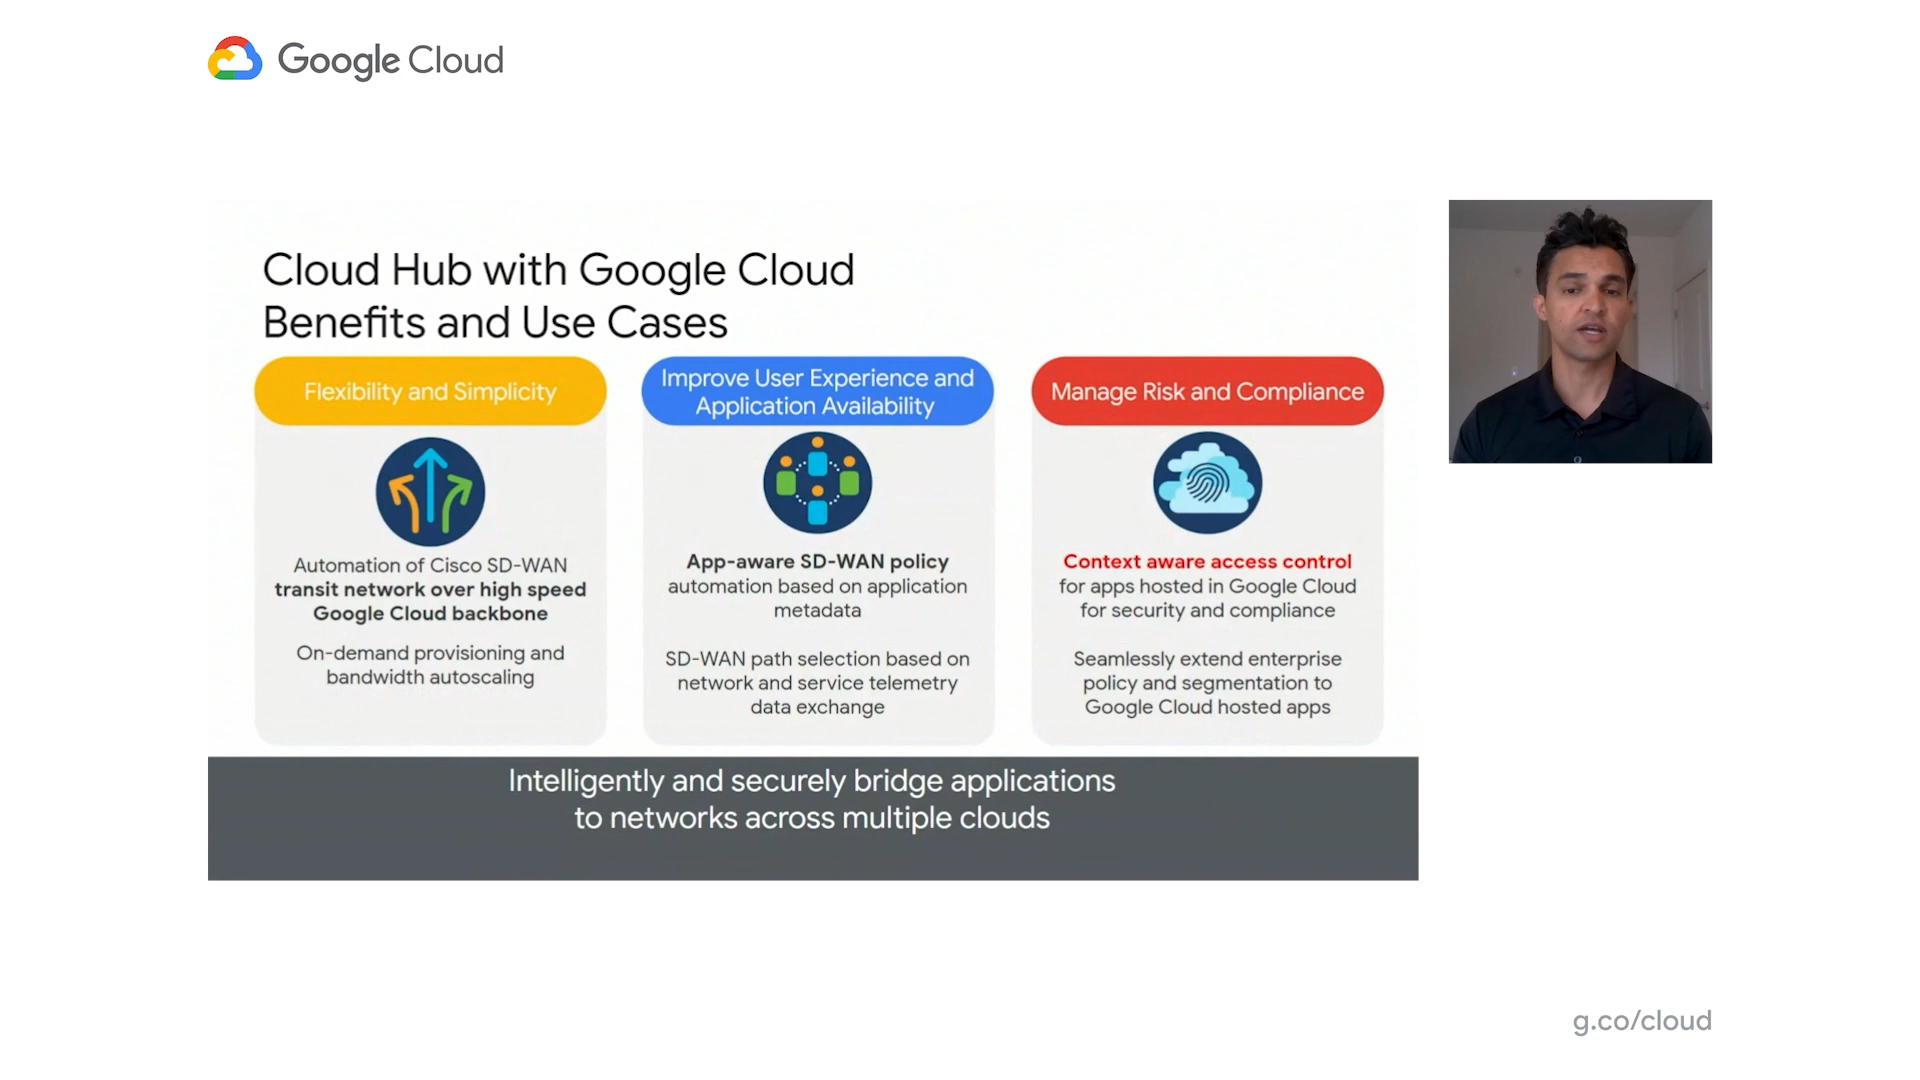 Google Cloud
Cloud Hub with Google Cloud
Benefits and Use Cases
Flexibility and Simplicity
Automation of Cisco SD-WAN
transit network over high speed
Google Cloud backbone
On-demand provisioning and
bandwidth autoscaling
Improve User Experience and
Application Availability
App-aware SD-WAN policy
automation based on application
metadata
SD-WAN path selection based on
network and service telemetry
data exchange
Manage Risk and Compliance
Context aware access control
for apps hosted in Google Cloud
for security and compliance
Seamlessly extend enterprise
policy and segmentation to
Google Cloud hosted apps
Intelligently and securely bridge applications
to networks across multiple clouds
g.co/cloud